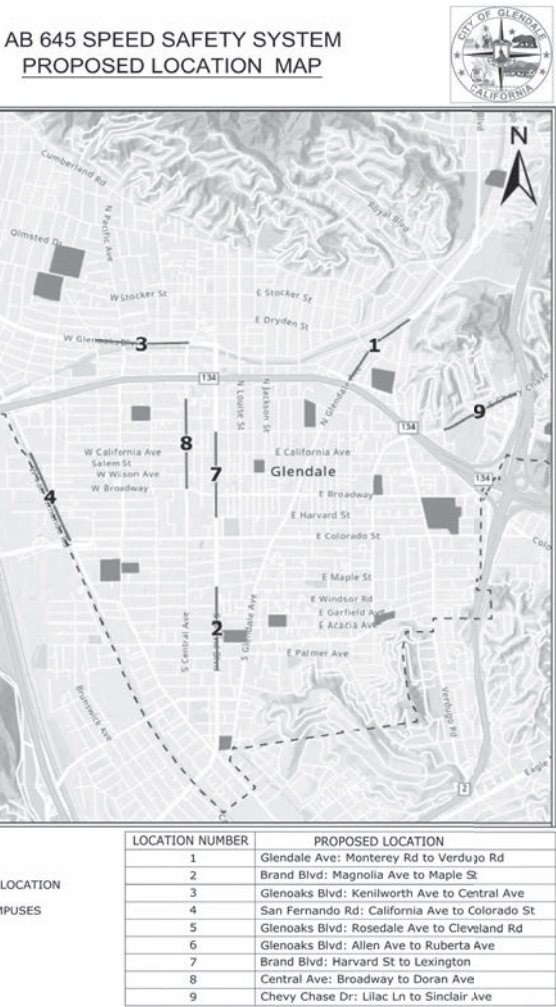 AB 645 SPEED SAFETY SYSTEM
PROPOSED LOCATION MAP
CITY OF GLENDALE
CALIFORNIA
N
Cumberland Rd
N Pacific Ave
Royal Blvd
Olmsted Dr
W Stocker St
E Stocker St
E Dryden St
W Glenoaks Blvd
3
1
134
N Louise St
N Jackson St
N Glendale Ave
E Chevy Chase
9
134
8
7
W California Ave
E California Ave
Salem St
W Wilson Ave
Glendale
134
W Broadway
E Broadway
4
E Harvard St
E Colorado St
Colo
E Maple St
E Windsor Rd
E Garfield Ave
E Acacia Ave
2
S Central Ave
S Glendale Ave
E Palmer Ave
Brunswick Ave
Verdugo Rd
Eagle
2
LOCATION NUMBER PROPOSED LOCATION
1 Glendale Ave: Monterey Rd to Verdugo Rd
2 Brand Blvd: Magnolia Ave to Maple St
3 Glenoaks Blvd: Kenilworth Ave to Central Ave
4 San Fernando Rd: California Ave to Colorado St
5 Glenoaks Blvd: Rosedale Ave to Cleveland Rd
6 Glenoaks Blvd: Allen Ave to Ruberta Ave
7 Brand Blvd: Harvard St to Lexington
8 Central Ave: Broadway to Doran Ave
9 Chevy Chase Dr: Lilac Ln to Sinclair Ave
LOCATION
MPUSES